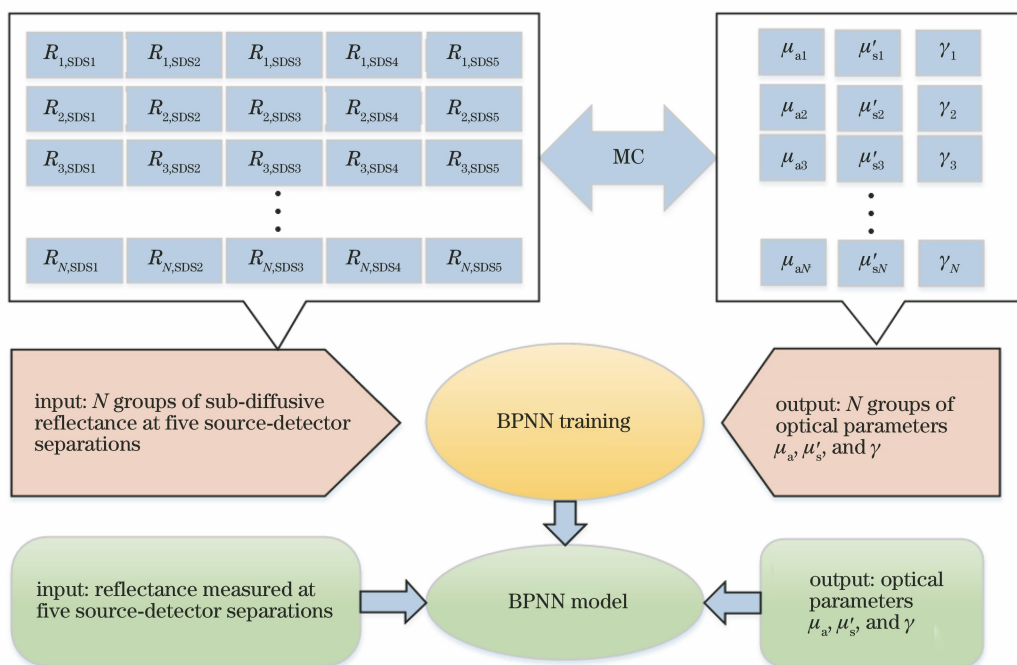 R1,SDS1 R1,SDS2 R1,SDS3 R1,SDS4 R1,SDS5
R2,SDS1 R2,SDS2 R2,SDS3 R2,SDS4 R2,SDS5
R3,SDS1 R3,SDS2 R3,SDS3 R3,SDS4 R3,SDS5
RN,SDS1 RN,SDS2 RN,SDS3 RN,SDS4 RN,SDS5
MC
μa1 μ′s1 γ1
μa2 μ′s2 γ2
μa3 μ′s3 γ3
μaN μ′sN γN
input: N groups of sub-diffusive
reflectance at five source-detector
separations
BPNN training
output: N groups of
optical parameters
μa, μ′s, and γ
input: reflectance measured at
five source-detector separations
BPNN model
output: optical
parameters
μa, μ′s, and γ